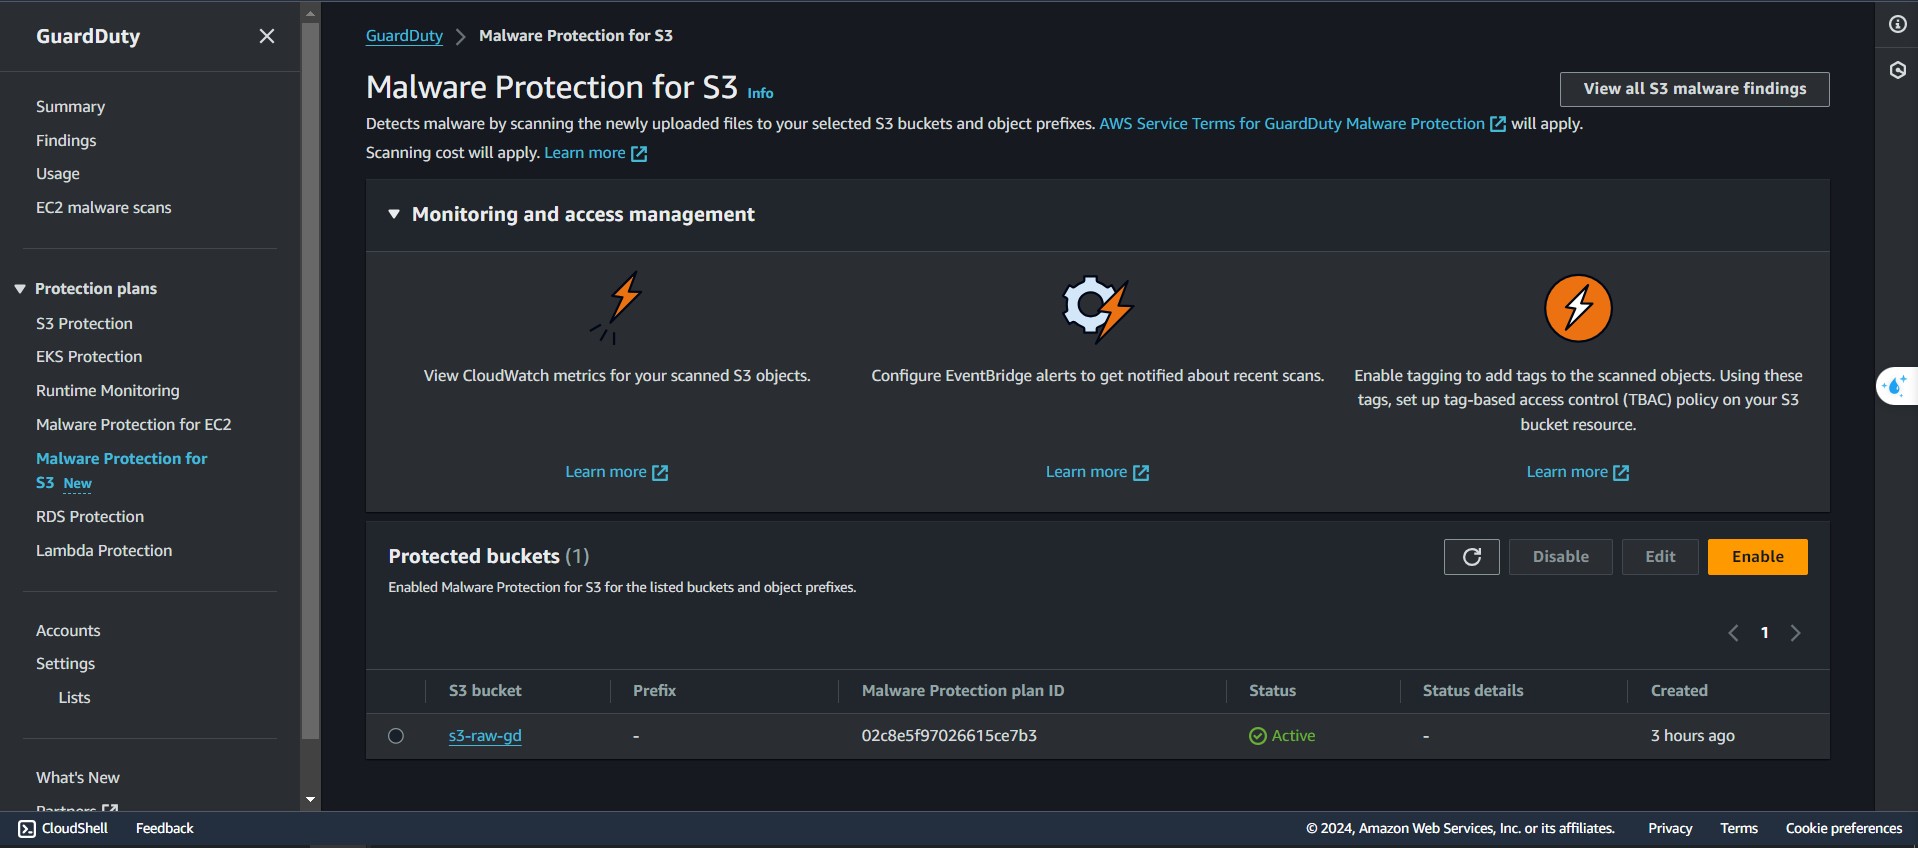 GuardDuty
Summary
Findings
Usage
EC2 malware scans
Protection plans
S3 Protection
EKS Protection
Runtime Monitoring
Malware Protection for EC2
Malware Protection for
S3 New
RDS Protection
Lambda Protection
Accounts
Settings
Lists
What's New
Partners
GuardDuty > Malware Protection for S3
Malware Protection for S3 Info
View all S3 malware findings
Detects malware by scanning the newly uploaded files to your selected S3 buckets and object prefixes. AWS Service Terms for GuardDuty Malware Protection will apply.
Scanning cost will apply. Learn more
Monitoring and access management
View CloudWatch metrics for your scanned S3 objects.
Learn more
Configure EventBridge alerts to get notified about recent scans.
Learn more
Enable tagging to add tags to the scanned objects. Using these
tags, set up tag-based access control (TBAC) policy on your S3
bucket resource.
Learn more
Protected buckets (1)
Enabled Malware Protection for S3 for the listed buckets and object prefixes.
Disable Edit Enable
1
S3 bucket Prefix Malware Protection plan ID Status Status details Created
s3-raw-gd - 02c8e5f97026615ce7b3 Active - 3 hours ago
CloudShell Feedback © 2024, Amazon Web Services, Inc. or its affiliates. Privacy Terms Cookie preferences